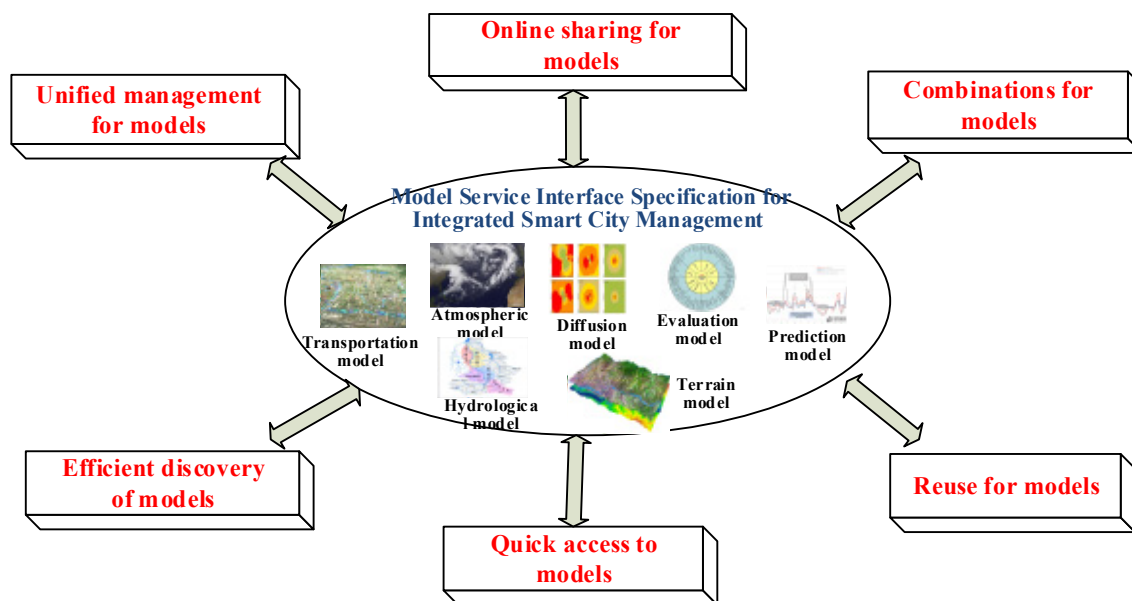 Online sharing for
models
Unified management
for models
Combinations for
models
Model Service Interface Specification for
Integrated Smart City Management
Transportation
model
Atmospheric
model
Diffusion model
Evaluation
model
Prediction
model
Hydrologica
l model
Terrain
model
Efficient discovery
of models
Reuse for models
Quick access to
models